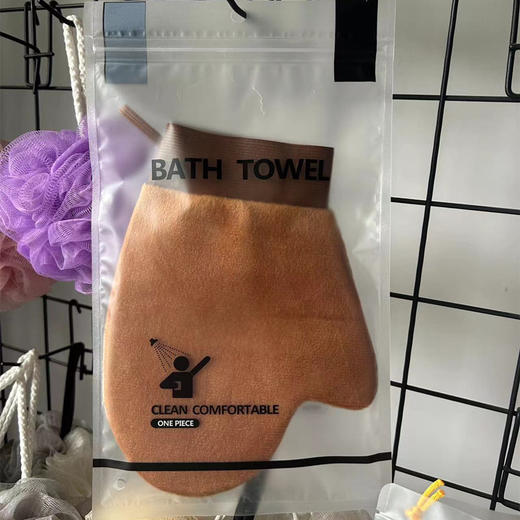 BATH TOWEL
CLEAN COMFORTABLE
ONE PIECE